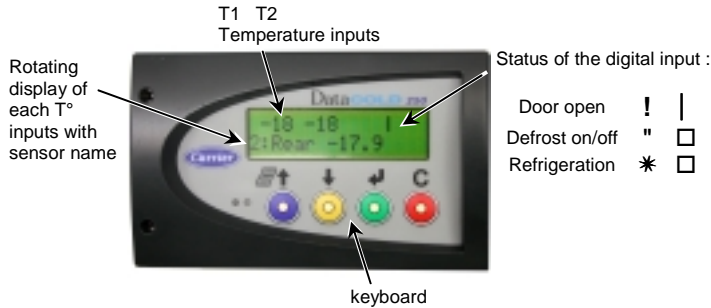 T1 T2
Temperature inputs
Status of the digital input :
Rotating
display of
each T°
inputs with
sensor name
Door open ! |
Defrost on/off " □
Refrigeration ✷ □
DataGOLD
-18 -18 |
2:Rear -17.9
Carrier
C
keyboard